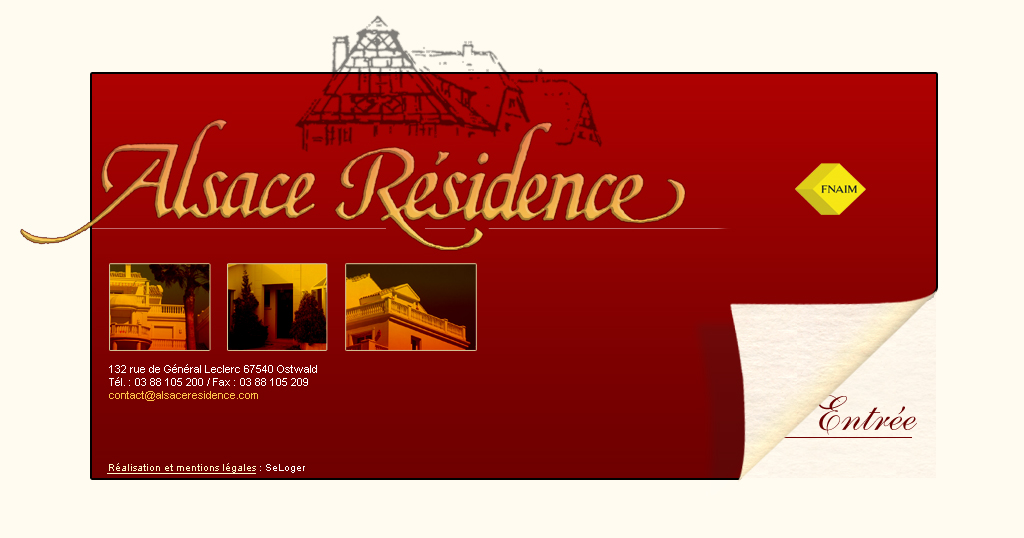 Alsace Résidence
FNAIM
132 rue de Général Leclerc 67540 Ostwald
Tél. : 03 88 105 200 / Fax : 03 88 105 209
contact@alsaceresidence.com
Entrée
Réalisation et mentions légales : SeLoger